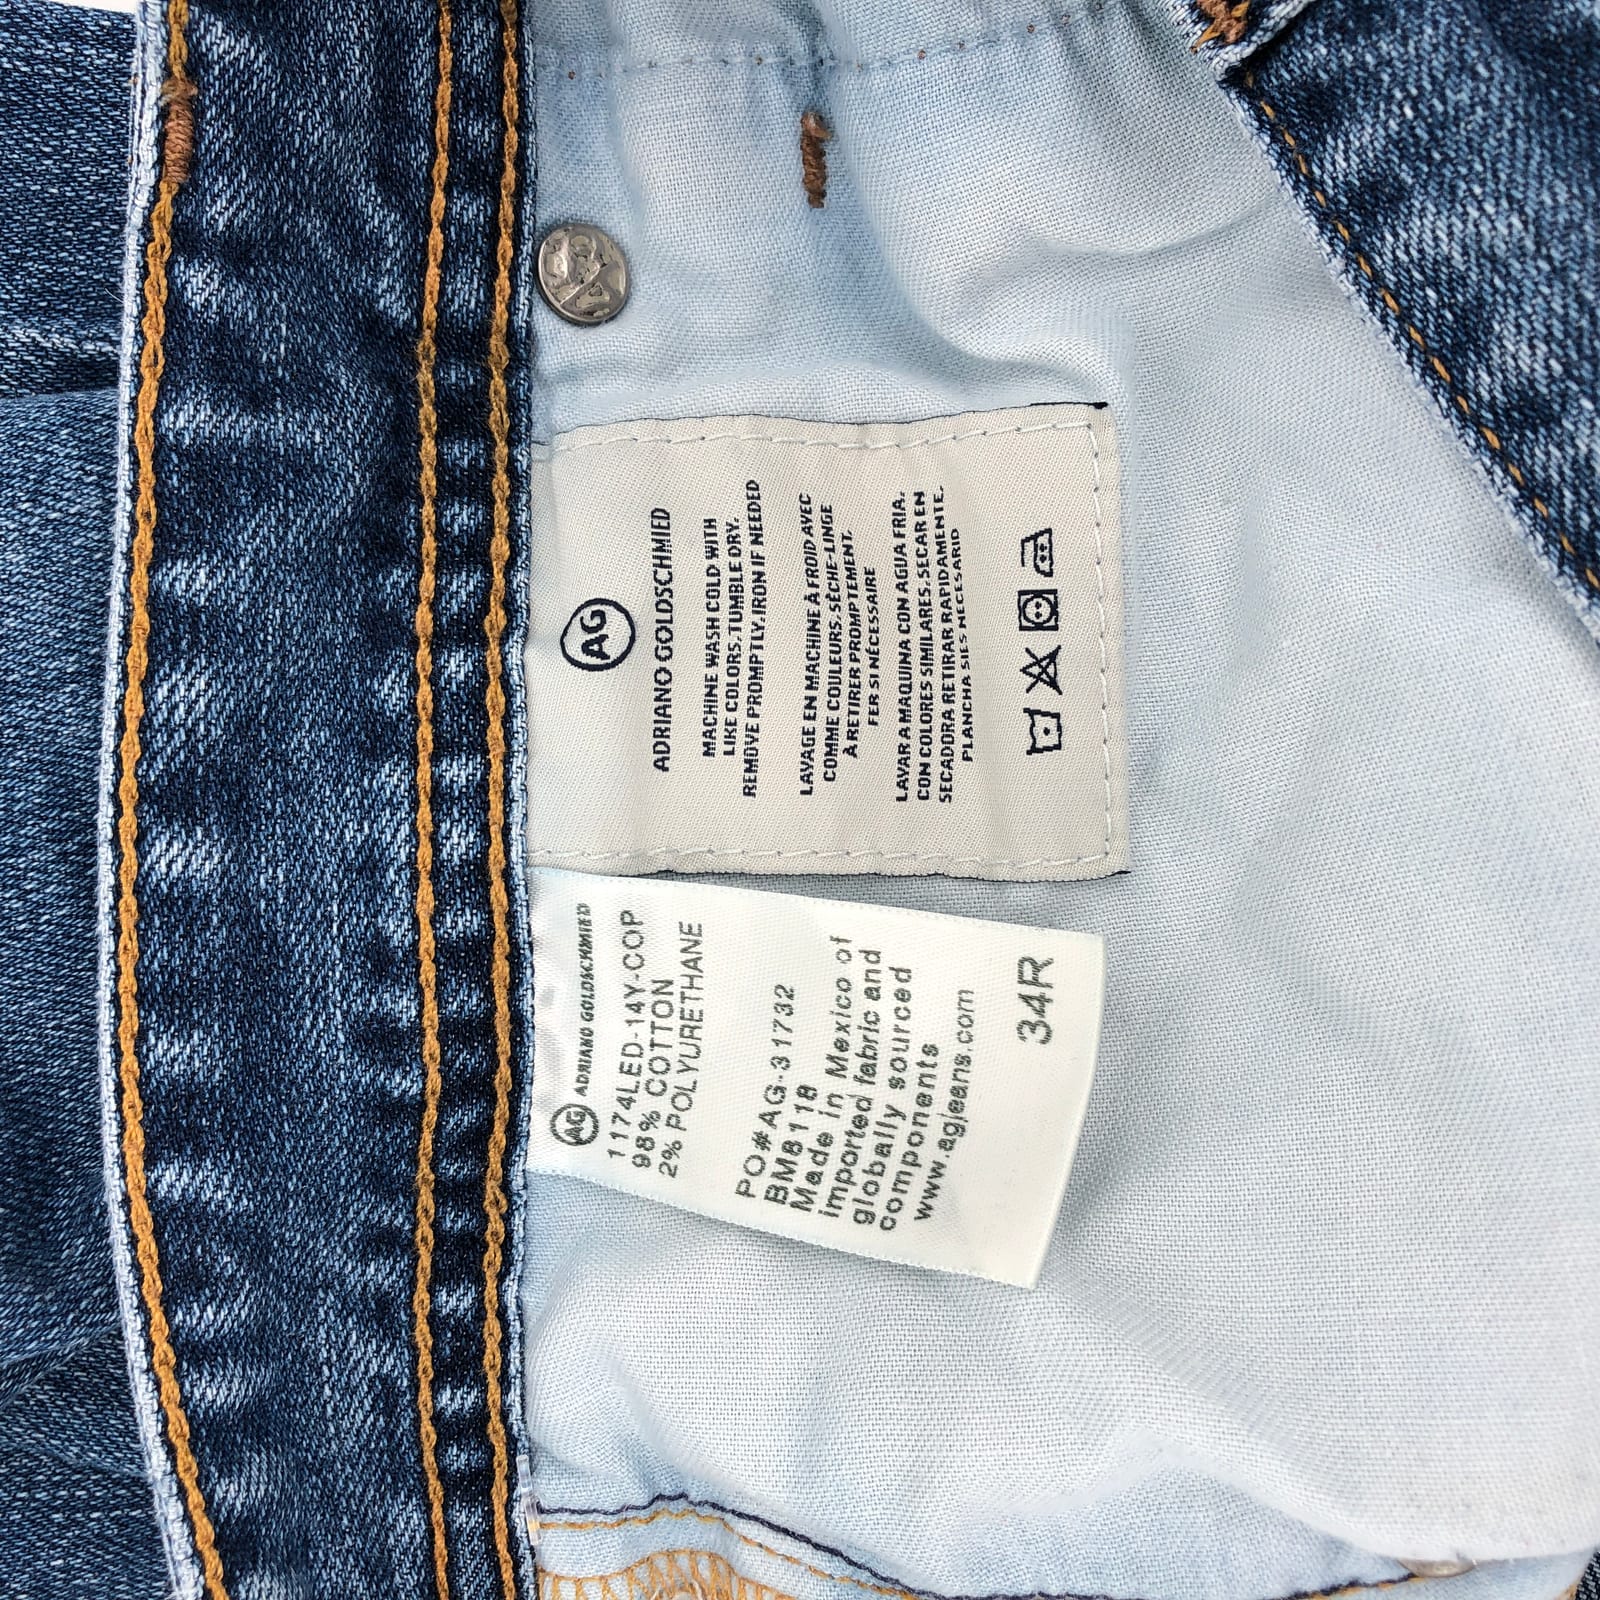 AG
ADRIANO GOLDSCHMIED
MACHINE WASH COLD WITH
LIKE COLORS. TUMBLE DRY.
REMOVE PROMPTLY. IRON IF NEEDED
LAVAGE EN MACHINE À FROID AVEC
COMME COULEURS. SÈCHE-LINGE
À RETIRER PROMPTEMENT.
FER SI NÉCESSAIRE
LAVAR A MAQUINA CON AGUA FRIA.
CON COLORES SIMILARES. SECAR EN
SECADORA RETIRAR RAPIDAMENTE.
PLANCHA SI ES NECESARIO
AG ADRIANO GOLDSCHMIED
1174LED-14Y-COP
98% COTTON
2% POLYURETHANE
PO#AG-31732
BM8118
Made in Mexico of
imported fabric and
globally sourced
components
www.agjeans.com
34R